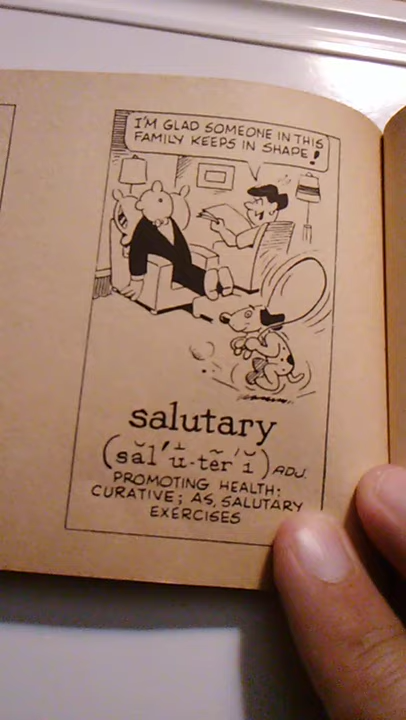 I'M GLAD SOMEONE IN THIS
FAMILY KEEPS IN SHAPE!
salutary
(săl′ u̇-tĕr′ĭ) ADJ.
PROMOTING HEALTH:
CURATIVE; AS, SALUTARY
EXERCISES